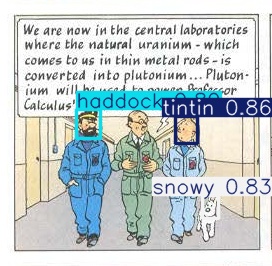 We are now in the central laboratories
where the natural uranium - which
comes to us in thin metal rods - is
converted into plutonium... Pluton-
ium will be used to power Professor
Calculus'
haddock 0.80
tintin 0.86
snowy 0.83